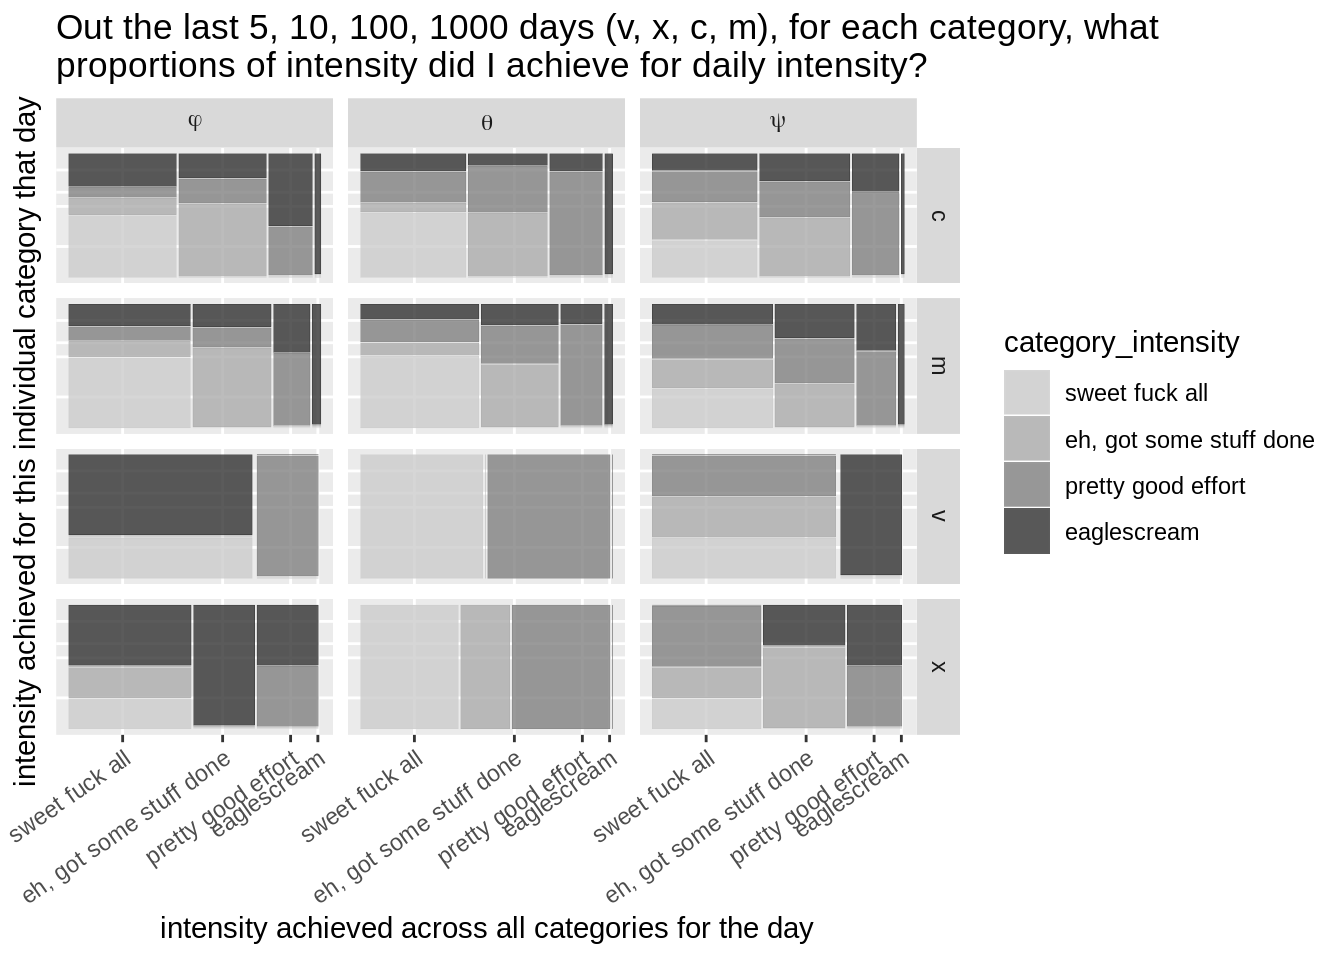 Out the last 5, 10, 100, 1000 days (v, x, c, m), for each category, what
proportions of intensity did I achieve for daily intensity?
intensity achieved for this individual category that day
φ
θ
ψ
c
m
v
x
category_intensity
sweet fuck all
eh, got some stuff done
pretty good effort
eaglescream
sweet fuck all
eh, got some stuff done
pretty good effort
eaglescream
sweet fuck all
eh, got some stuff done
pretty good effort
eaglescream
sweet fuck all
eh, got some stuff done
pretty good effort
eaglescream
intensity achieved across all categories for the day